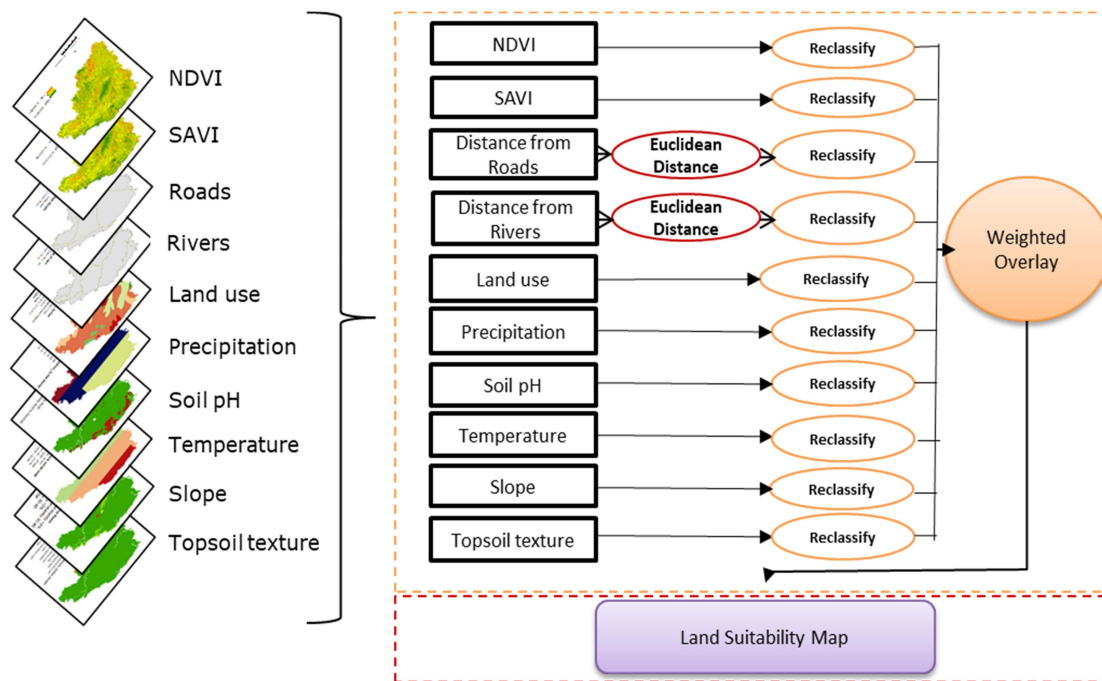 NDVI
SAVI
Roads
Rivers
Land use
Precipitation
Soil pH
Temperature
Slope
Topsoil texture
NDVI
Reclassify
SAVI
Reclassify
Distance from
Roads
Euclidean
Distance
Reclassify
Distance from
Rivers
Euclidean
Distance
Reclassify
Land use
Reclassify
Precipitation
Reclassify
Soil pH
Reclassify
Temperature
Reclassify
Slope
Reclassify
Topsoil texture
Reclassify
Weighted
Overlay
Land Suitability Map